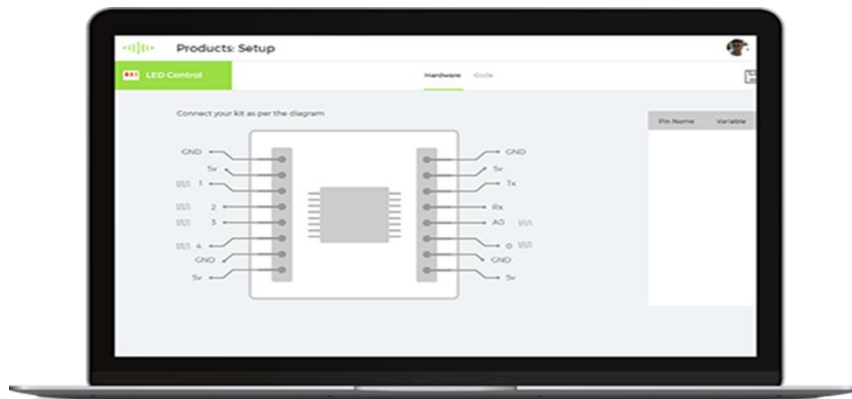 Products: Setup
LED Control
Hardware Code
Connect your kit as per the diagram
Pin Name Variable
GND GND
5v 5v
1 Tx
2 Rx
3 A0
4 0
GND GND
5v 5v